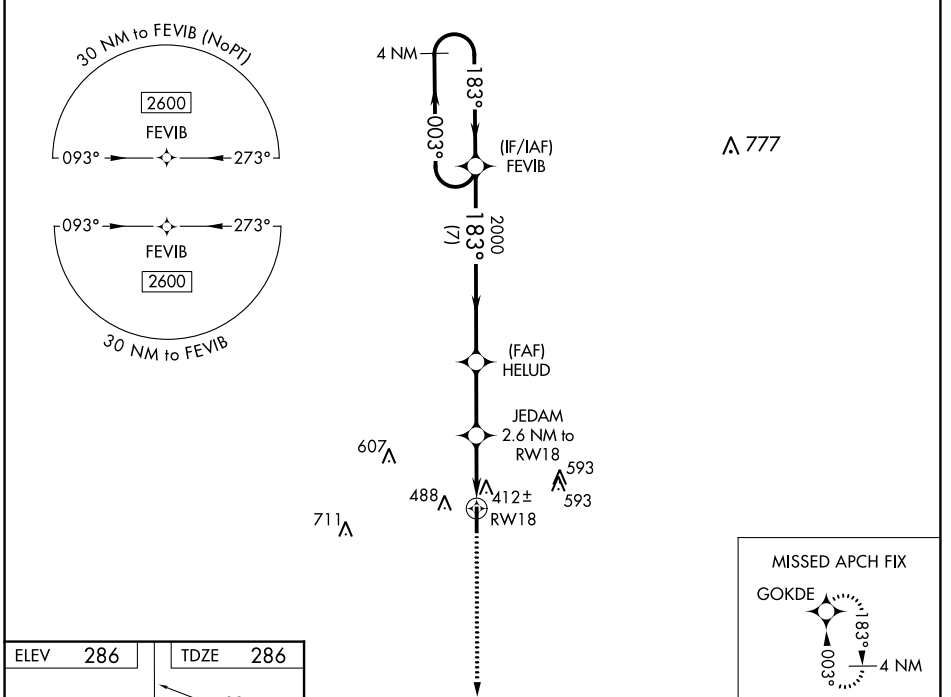 30 NM to FEVIB (NoPT)
2600
FEVIB
093°
273°
093°
273°
FEVIB
2600
30 NM to FEVIB
4 NM
183°
003°
(IF/IAF)
FEVIB
2000
183°
(7)
777
(FAF)
HELUD
JEDAM
2.6 NM to
RW18
607
593
593
488
412±
RW18
711
MISSED APCH FIX
GOKDE
183°
003°
4 NM
ELEV 286
TDZE 286